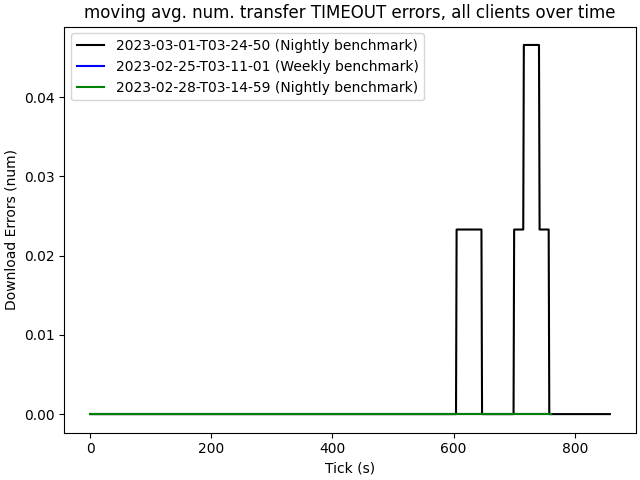 moving avg. num. transfer TIMEOUT errors, all clients over time
2023-03-01-T03-24-50 (Nightly benchmark)
2023-02-25-T03-11-01 (Weekly benchmark)
2023-02-28-T03-14-59 (Nightly benchmark)
Download Errors (num)
0.04
0.03
0.02
0.01
0.00
0 200 400 600 800
Tick (s)